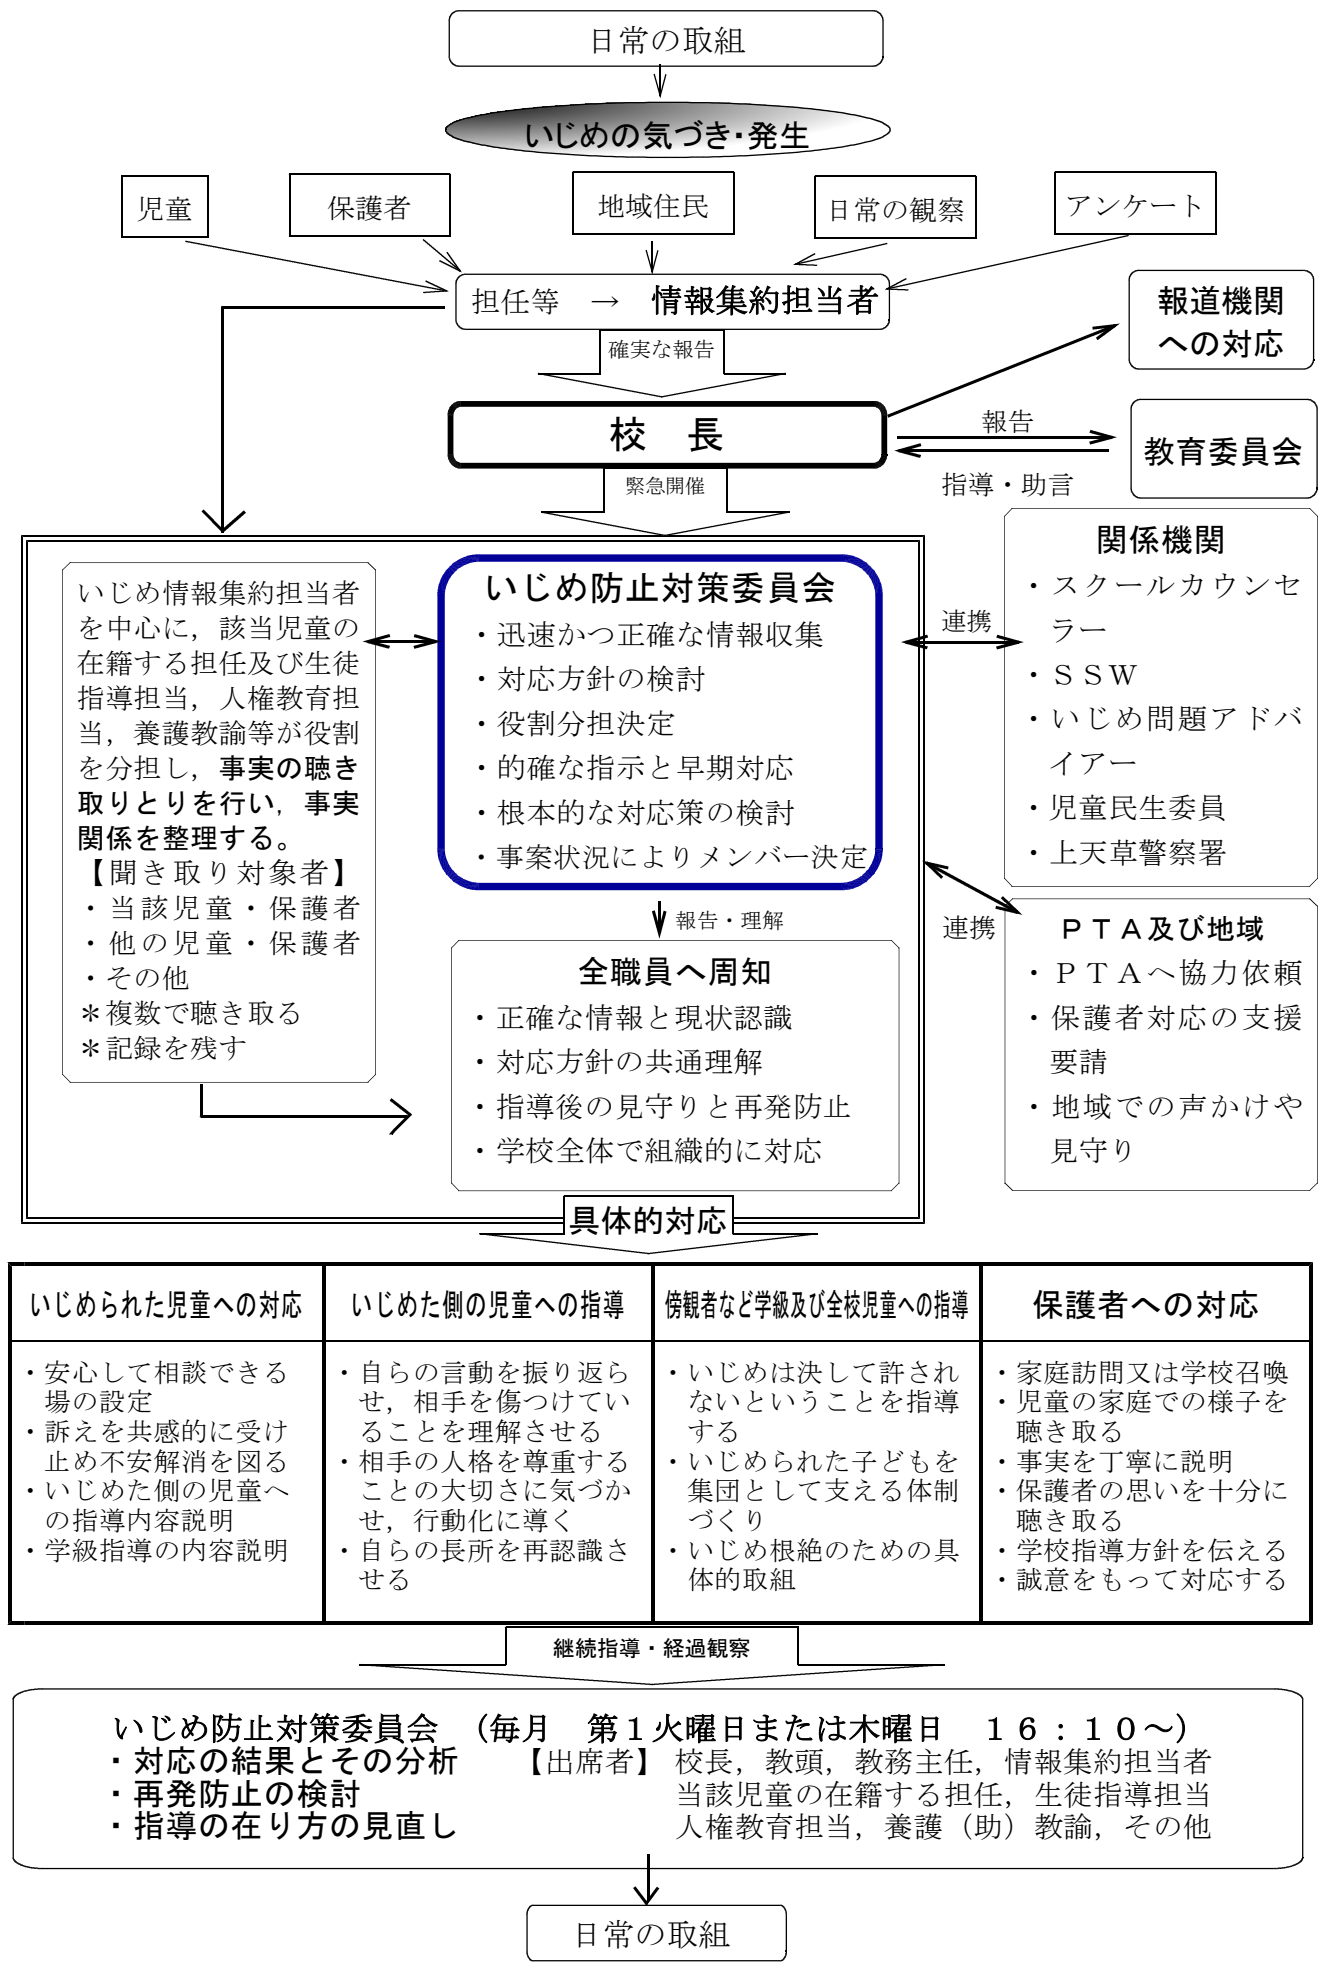 日常の取組
いじめの気づき・発生
児童
保護者
地域住民
日常の観察
アンケート
担任等　→　情報集約担当者
確実な報告
報道機関
への対応
校　長
報告
指導・助言
教育委員会
緊急開催
いじめ情報集約担当者
を中心に，該当児童の
在籍する担任及び生徒
指導担当，人権教育担
当，養護教諭等が役割
を分担し，事実の聴き
取りとりを行い，事実
関係を整理する。
【聞き取り対象者】
・当該児童・保護者
・他の児童・保護者
・その他
＊複数で聴き取る
＊記録を残す
いじめ防止対策委員会
・迅速かつ正確な情報収集
・対応方針の検討
・役割分担決定
・的確な指示と早期対応
・根本的な対応策の検討
・事案状況によりメンバー決定
連携
関係機関
・スクールカウンセ
ラー
・ＳＳＷ
・いじめ問題アドバ
イアー
・児童民生委員
・上天草警察署
報告・理解
全職員へ周知
・正確な情報と現状認識
・対応方針の共通理解
・指導後の見守りと再発防止
・学校全体で組織的に対応
連携
ＰＴＡ及び地域
・ＰＴＡへ協力依頼
・保護者対応の支援
要請
・地域での声かけや
見守り
具体的対応
いじめられた児童への対応
・安心して相談できる
場の設定
・訴えを共感的に受け
止め不安解消を図る
・いじめた側の児童へ
の指導内容説明
・学級指導の内容説明
いじめた側の児童への指導
・自らの言動を振り返ら
せ，相手を傷つけてい
ることを理解させる
・相手の人格を尊重する
ことの大切さに気づか
せ，行動化に導く
・自らの長所を再認識さ
せる
傍観者など学級及び全校児童への指導
・いじめは決して許され
ないということを指導
する
・いじめられた子どもを
集団として支える体制
づくり
・いじめ根絶のための具
体的取組
保護者への対応
・家庭訪問又は学校召喚
・児童の家庭での様子を
聴き取る
・事実を丁寧に説明
・保護者の思いを十分に
聴き取る
・学校指導方針を伝える
・誠意をもって対応する
継続指導・経過観察
いじめ防止対策委員会　（毎月　第１火曜日または木曜日　１６：１０～）
・対応の結果とその分析　　【出席者】 校長，教頭，教務主任，情報集約担当者
・再発防止の検討　　当該児童の在籍する担任，生徒指導担当
・指導の在り方の見直し　　人権教育担当，養護（助）教諭，その他
日常の取組